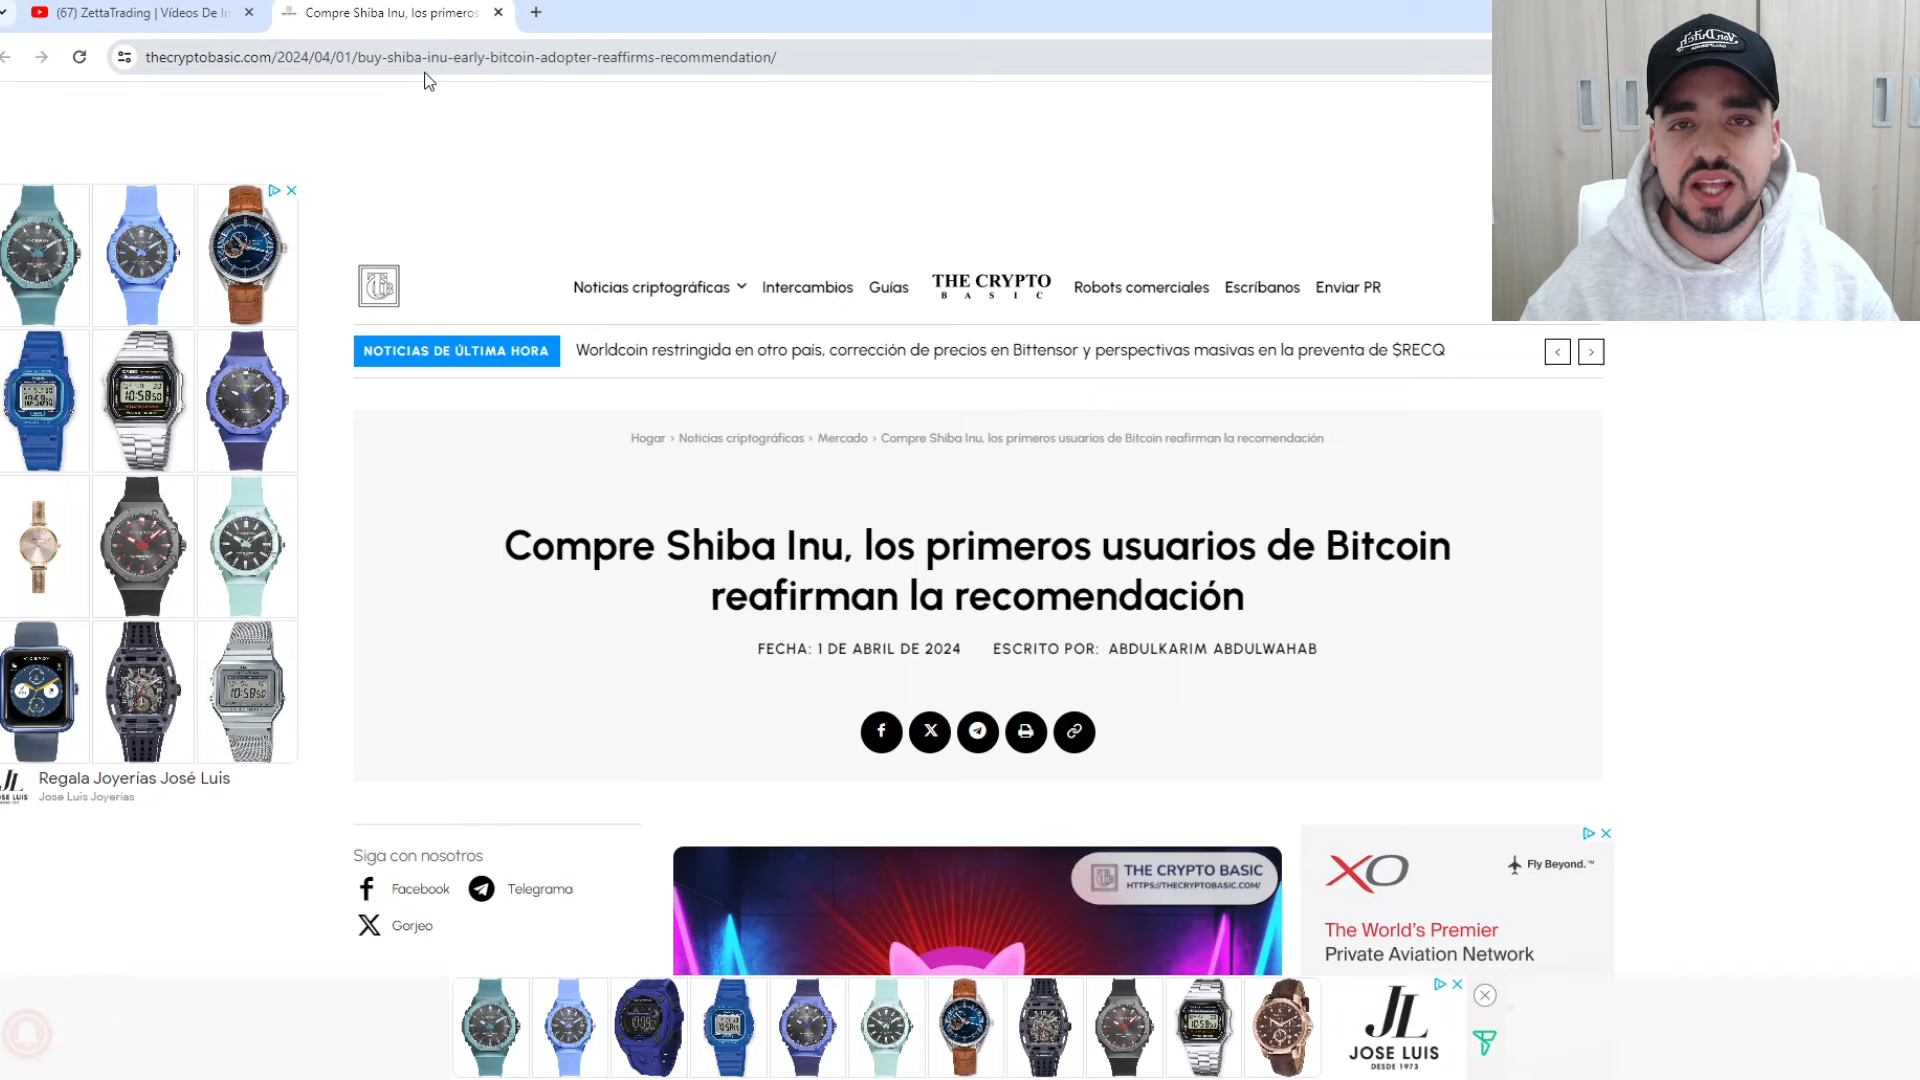 (67) ZettaTrading | Vídeos De In
Compre Shiba Inu, los primeros
thecryptobasic.com/2024/04/01/buy-shiba-inu-early-bitcoin-adopter-reaffirms-recommendation/
Noticias criptográficas
Intercambios
Guías
THE CRYPTO
BASIC
Robots comerciales
Escríbanos
Enviar PR
NOTICIAS DE ÚLTIMA HORA
Worldcoin restringida en otro país, corrección de precios en Bittensor y perspectivas masivas en la preventa de $RECQ
Hogar › Noticias criptográficas › Mercado › Compre Shiba Inu, los primeros usuarios de Bitcoin reafirman la recomendación
Compre Shiba Inu, los primeros usuarios de Bitcoin
reafirman la recomendación
FECHA: 1 DE ABRIL DE 2024
ESCRITO POR: ABDULKARIM ABDULWAHAB
Regala Joyerías José Luis
Jose Luis Joyerías
Siga con nosotros
Facebook
Telegrama
Gorjeo
THE CRYPTO BASIC
HTTPS://THECRYPTOBASIC.COM/
XO
Fly Beyond.™
The World's Premier
Private Aviation Network
JL
JOSE LUIS
DESDE 1973